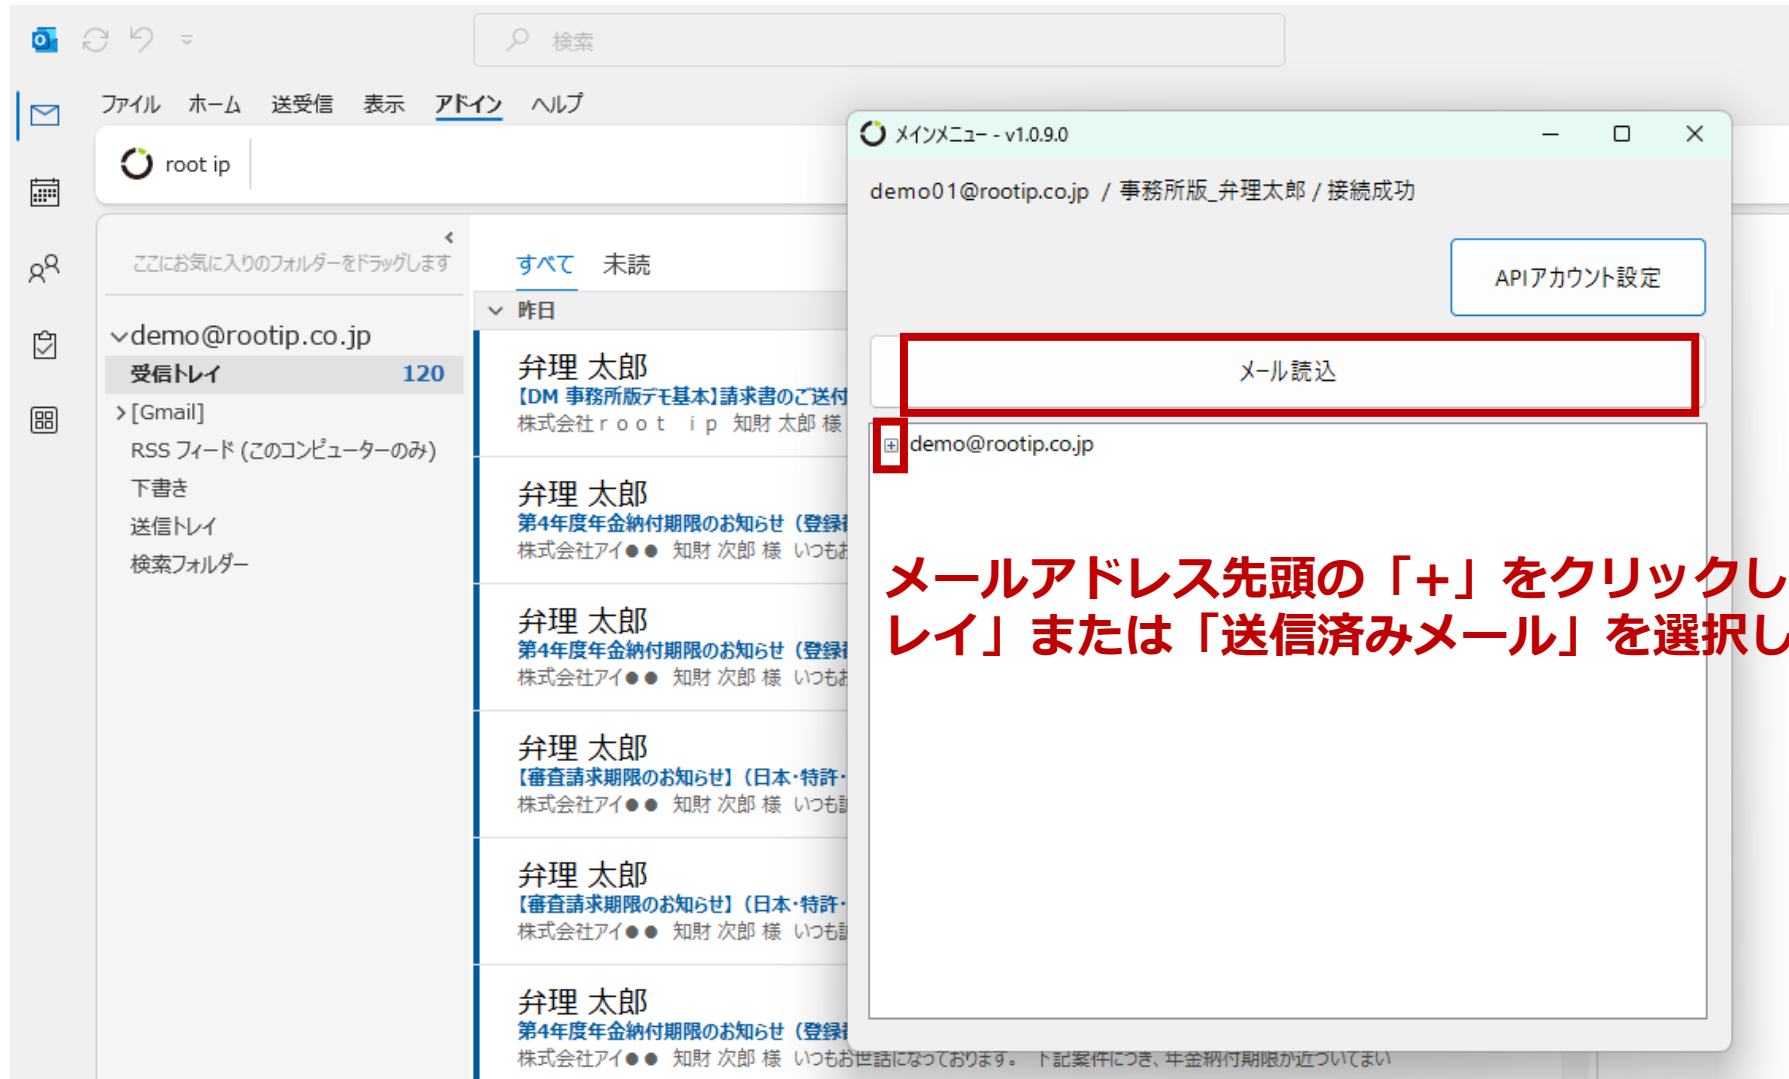 検索
ファイル ホーム 送受信 表示 アドイン ヘルプ
root ip
ここにお気に入りのフォルダーをドラッグします
demo@rootip.co.jp
受信トレイ 120
[Gmail]
RSS フィード (このコンピューターのみ)
下書き
送信トレイ
検索フォルダー
すべて 未読
昨日
弁理 太郎
【DM 事務所版デモ基本】請求書のご送付
株式会社ｒｏｏｔ ｉｐ 知財 太郎 様
弁理 太郎
第4年度年金納付期限のお知らせ（登録
株式会社アイ●● 知財 次郎 様 いつもお
弁理 太郎
第4年度年金納付期限のお知らせ（登録
株式会社アイ●● 知財 次郎 様 いつもお
弁理 太郎
【審査請求期限のお知らせ】（日本・特許・
株式会社アイ●● 知財 次郎 様 いつも
弁理 太郎
【審査請求期限のお知らせ】（日本・特許・
株式会社アイ●● 知財 次郎 様 いつも
弁理 太郎
第4年度年金納付期限のお知らせ（登録
株式会社アイ●● 知財 次郎 様 いつもお世話になっております。 下記案件につき、年金納付期限が近づいてまい
メインメニュー - v1.0.9.0
demo01@rootip.co.jp / 事務所版_弁理太郎 / 接続成功
APIアカウント設定
メール読込
demo@rootip.co.jp
メールアドレス先頭の「+」をクリックし
レイ」または「送信済みメール」を選択し